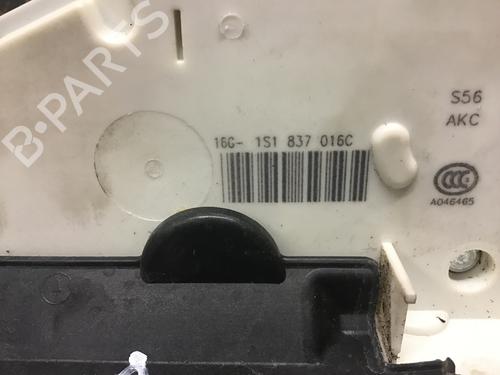 B-PARTS
S56
AKC
16G- 1S1 837 016C
CCC
A046465